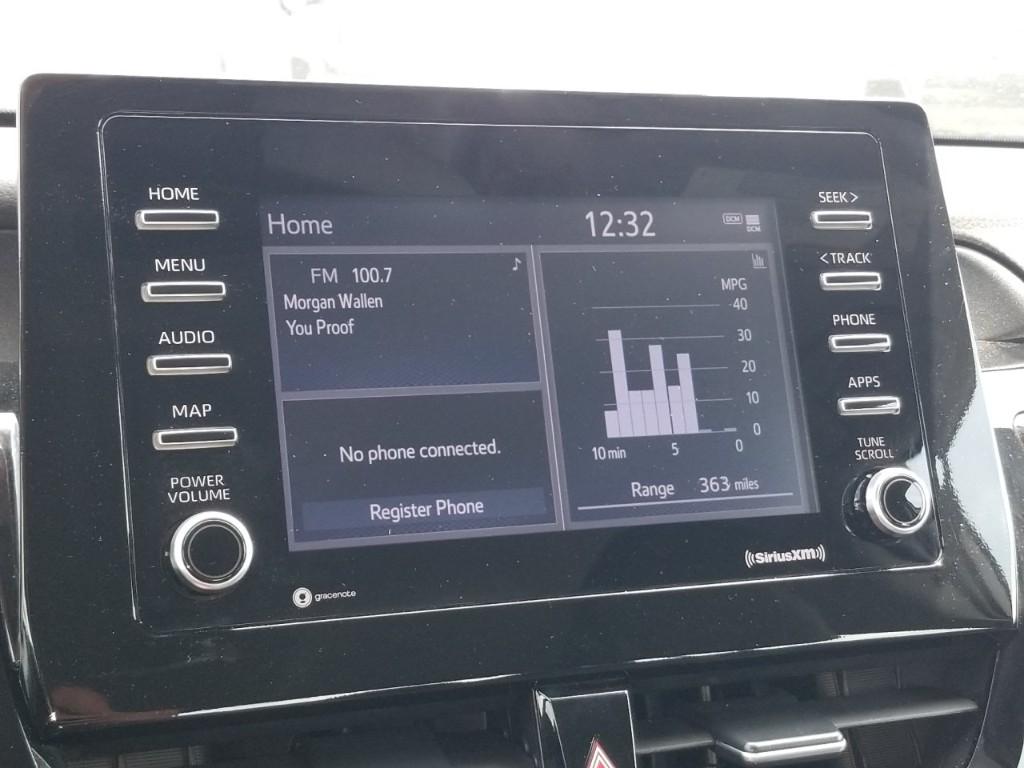 HOME
MENU
AUDIO
MAP
POWER
VOLUME
Home
12:32
DCM
DCM
FM 100.7
Morgan Wallen
You Proof
No phone connected.
Register Phone
MPG
40
30
20
10
0
10 min
5
0
Range 363 miles
SEEK >
< TRACK
PHONE
APPS
TUNE
SCROLL
gracenote
((SiriusXM))